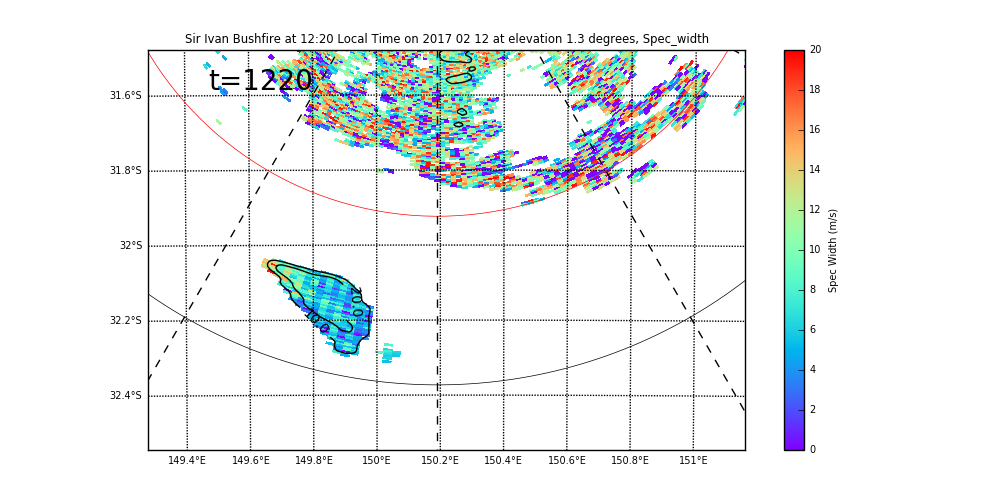 Sir Ivan Bushfire at 12:20 Local Time on 2017 02 12 at elevation 1.3 degrees, Spec_width
t=1220
31.6°S
31.8°S
32°S
32.2°S
32.4°S
149.4°E 149.6°E 149.8°E 150°E 150.2°E 150.4°E 150.6°E 150.8°E 151°E
20
18
16
14
12
10
8
6
4
2
0
Spec Width (m/s)